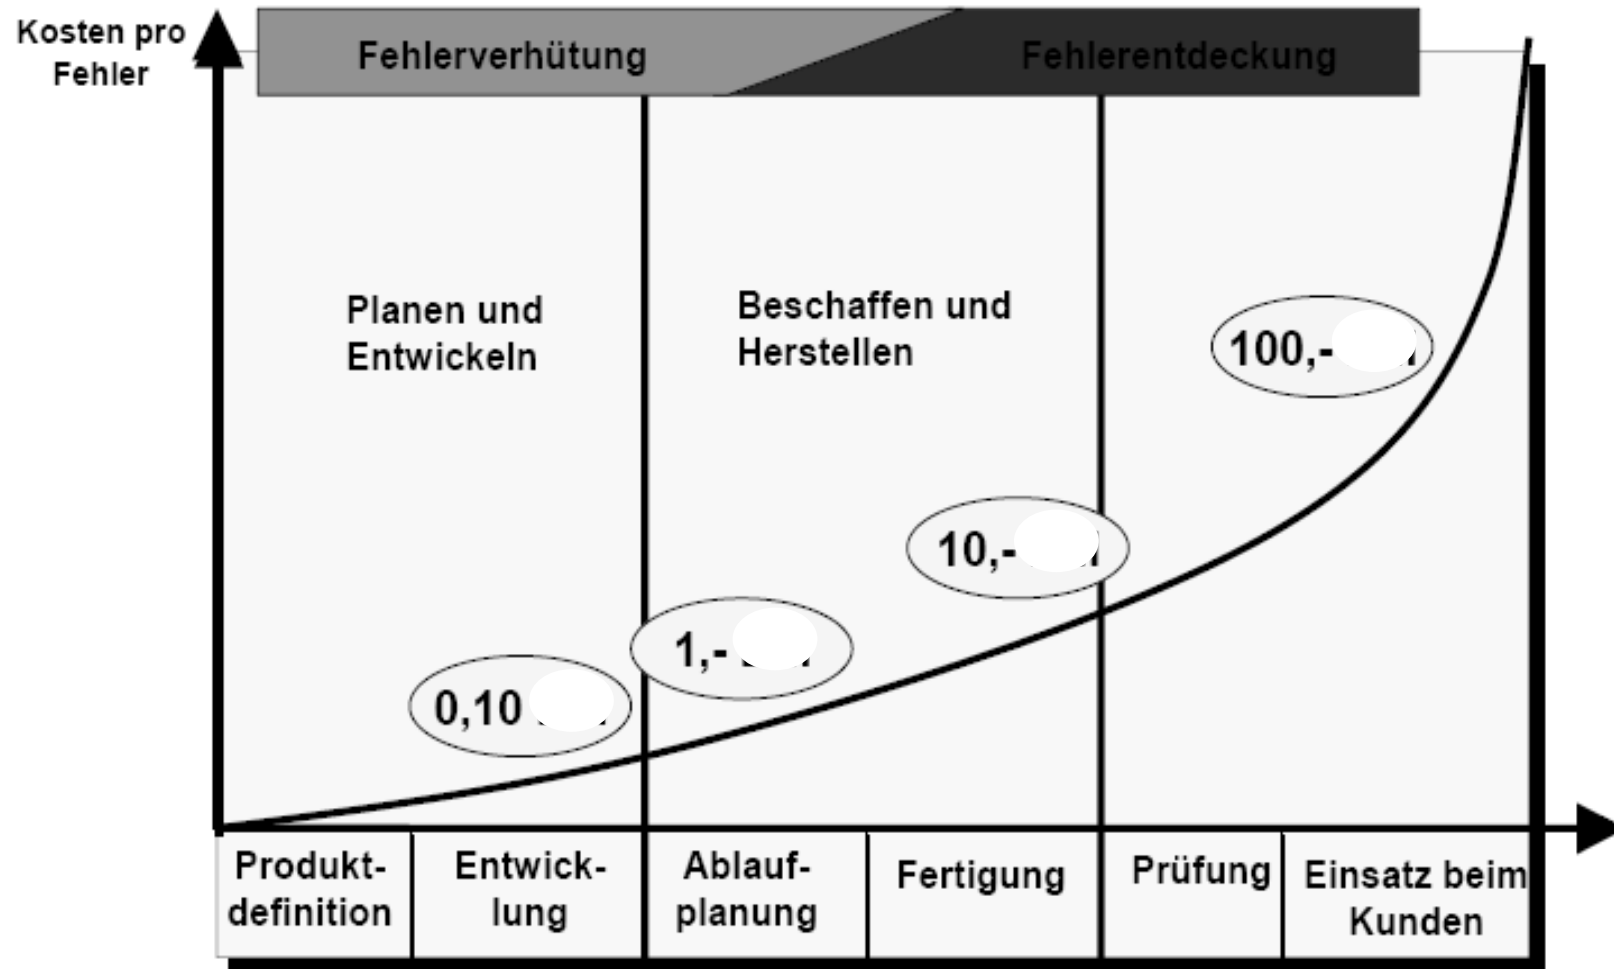 Kosten pro
Fehler
Fehlerverhütung
Fehlerentdeckung
Planen und
Entwickeln
Beschaffen und
Herstellen
100,-
10,-
1,-
0,10
Produkt-
definition
Entwick-
lung
Ablauf-
planung
Fertigung
Prüfung
Einsatz beim
Kunden